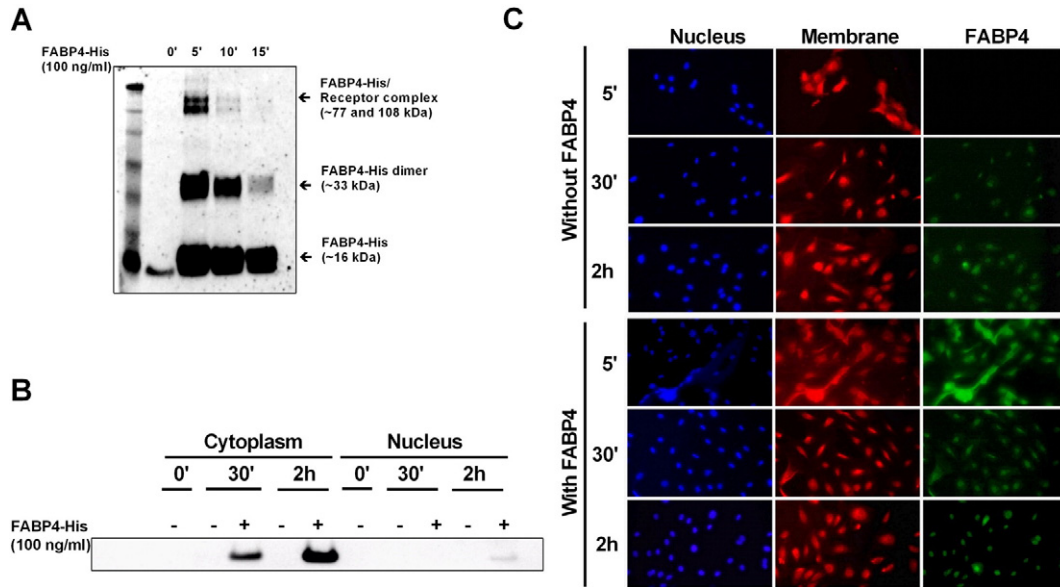 A
FABP4-His 0' 5' 10' 15'
(100 ng/ml)
FABP4-His/
Receptor complex
(~77 and 108 kDa)
FABP4-His dimer
(~33 kDa)
FABP4-His
(~16 kDa)
B
Cytoplasm Nucleus
0' 30' 2h 0' 30' 2h
FABP4-His - - + - + - - + - +
(100 ng/ml)
C
Nucleus Membrane FABP4
Without FABP4
5'
30'
2h
With FABP4
5'
30'
2h